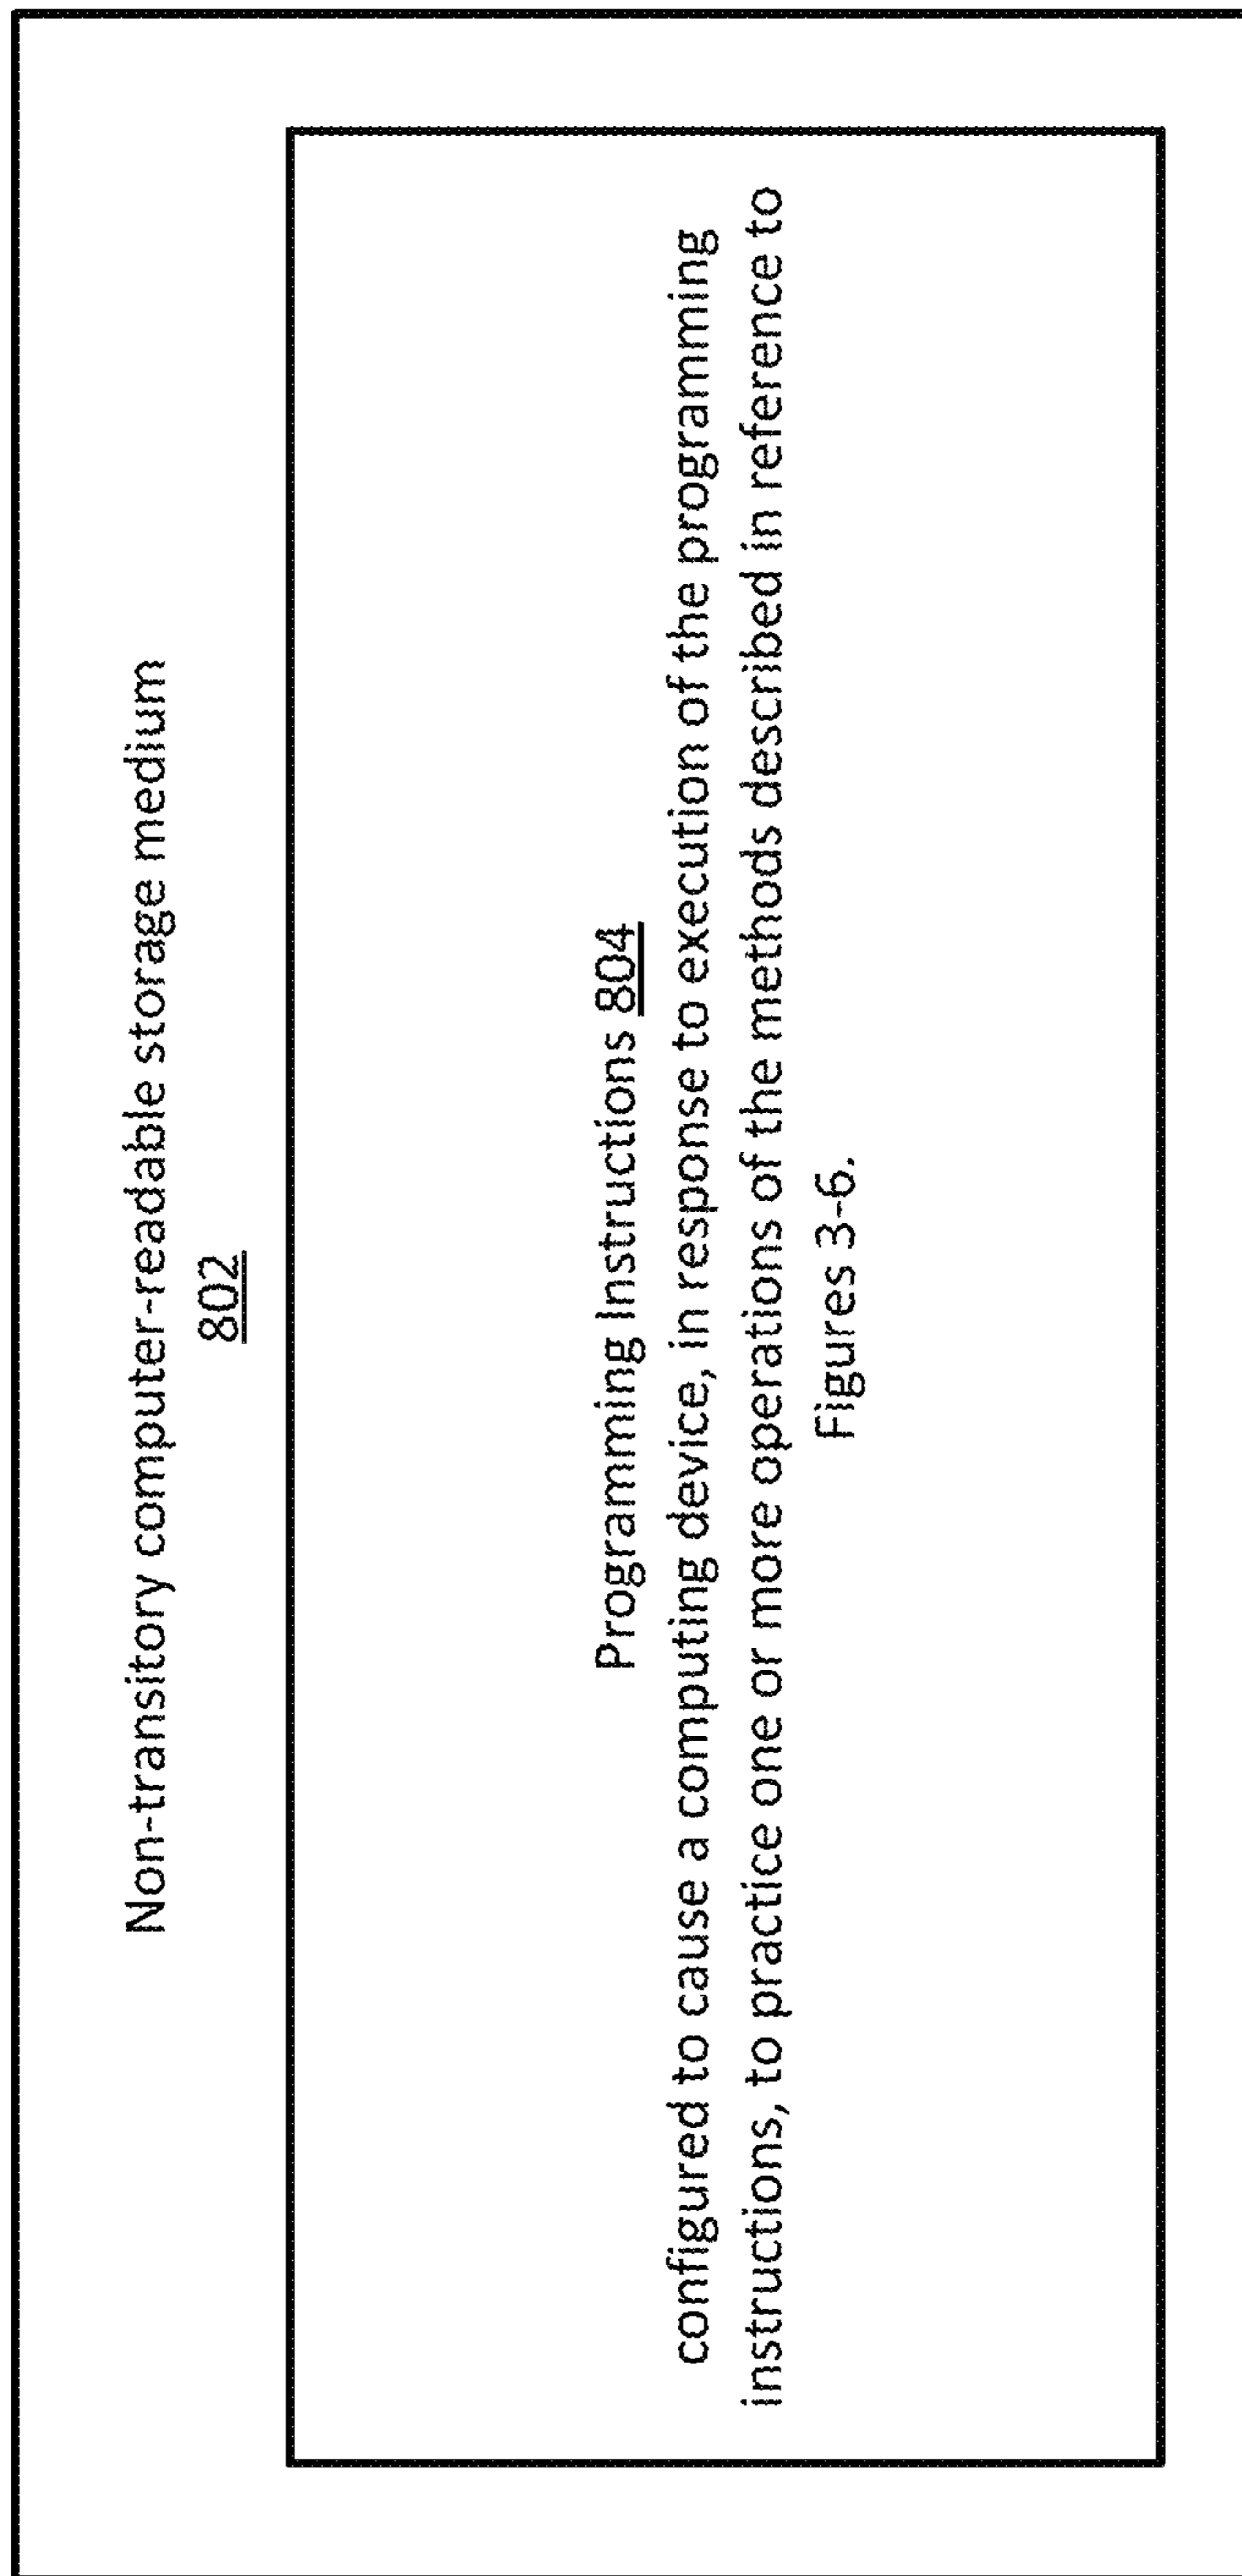 Non-transitory computer-readable storage medium
802
Programming Instructions 804
configured to cause a computing device, in response to execution of the programming
instructions, to practice one or more operations of the methods described in reference to
Figures 3-6.